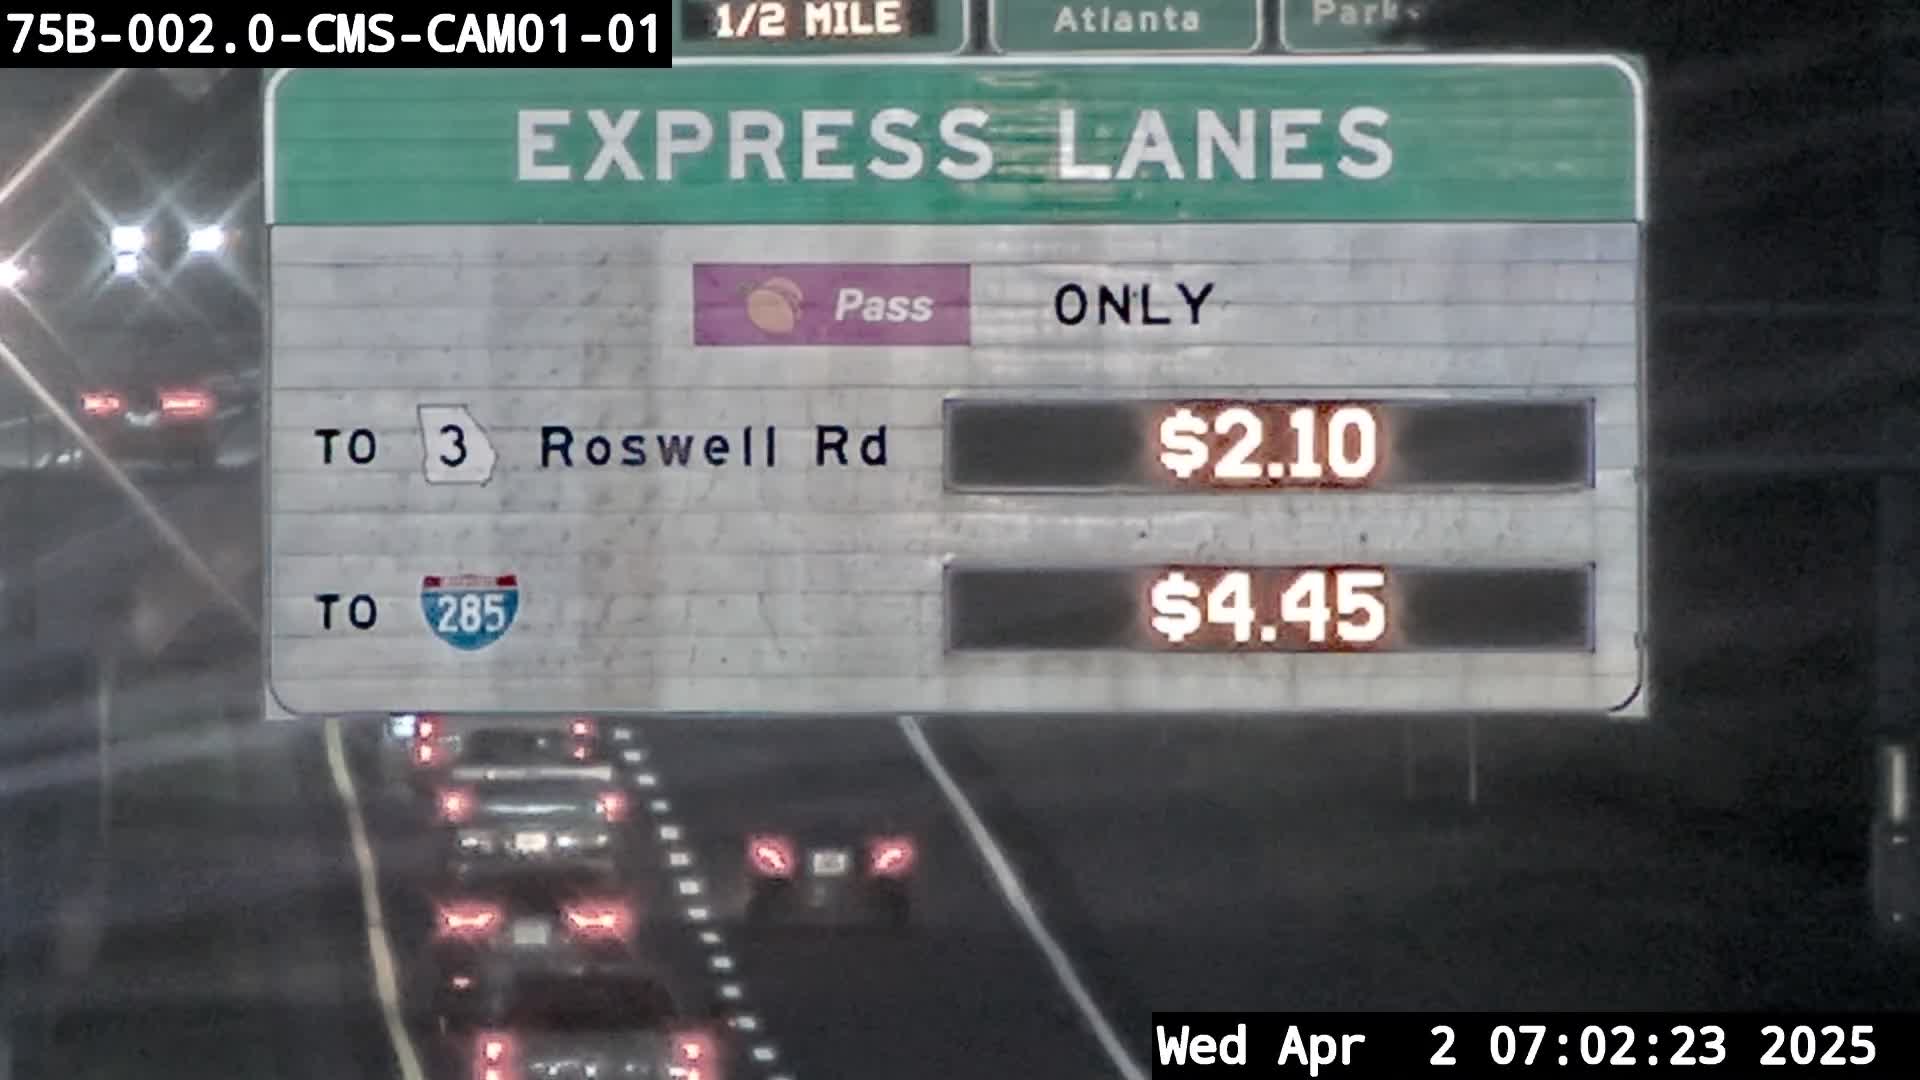 75B-002.0-CMS-CAM01-01
1/2 MILE
Atlanta
EXPRESS LANES
Pass ONLY
TO 3 Roswell Rd $2.10
TO 285 $4.45
Wed Apr 2 07:02:23 2025